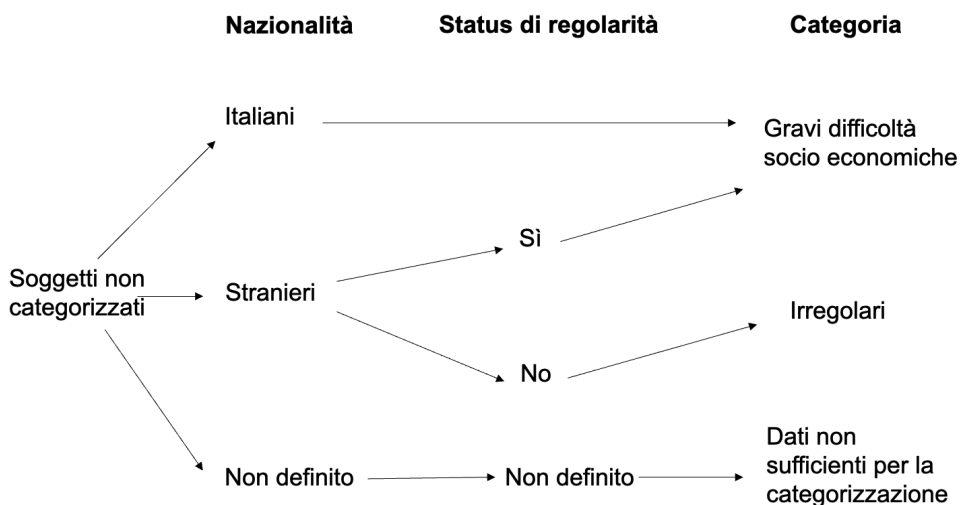 Nazionalità Status di regolarità Categoria
Italiani
Gravi difficoltà
socio economiche
Sì
Soggetti non
categorizzati
Stranieri
Irregolari
No
Dati non
sufficienti per la
categorizzazione
Non definito
Non definito